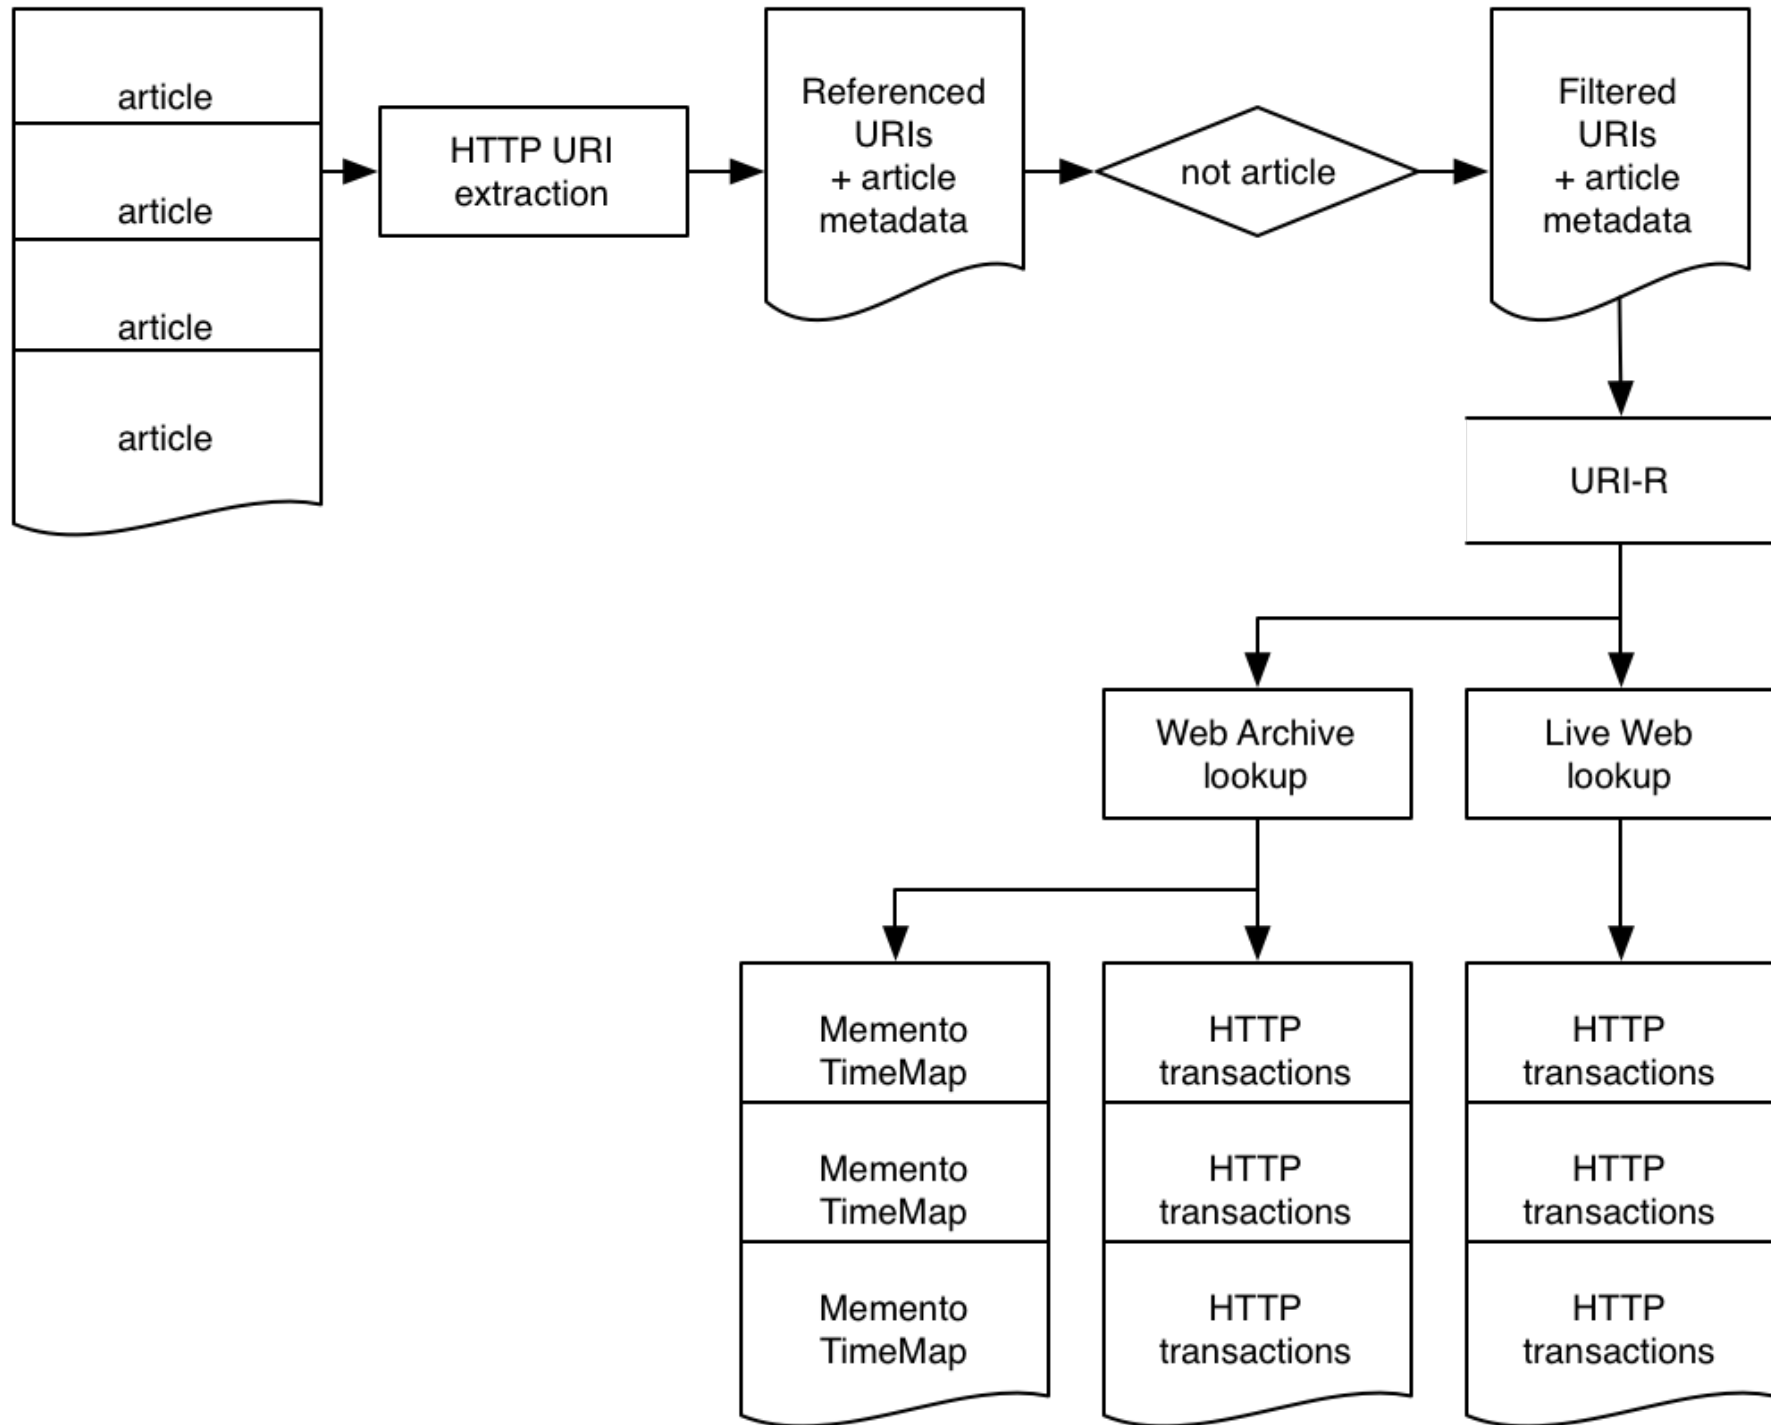 article
article
article
article
HTTP URI
extraction
Referenced
URIs
+ article
metadata
not article
Filtered
URIs
+ article
metadata
URI-R
Web Archive
lookup
Live Web
lookup
Memento
TimeMap
Memento
TimeMap
Memento
TimeMap
HTTP
transactions
HTTP
transactions
HTTP
transactions
HTTP
transactions
HTTP
transactions
HTTP
transactions